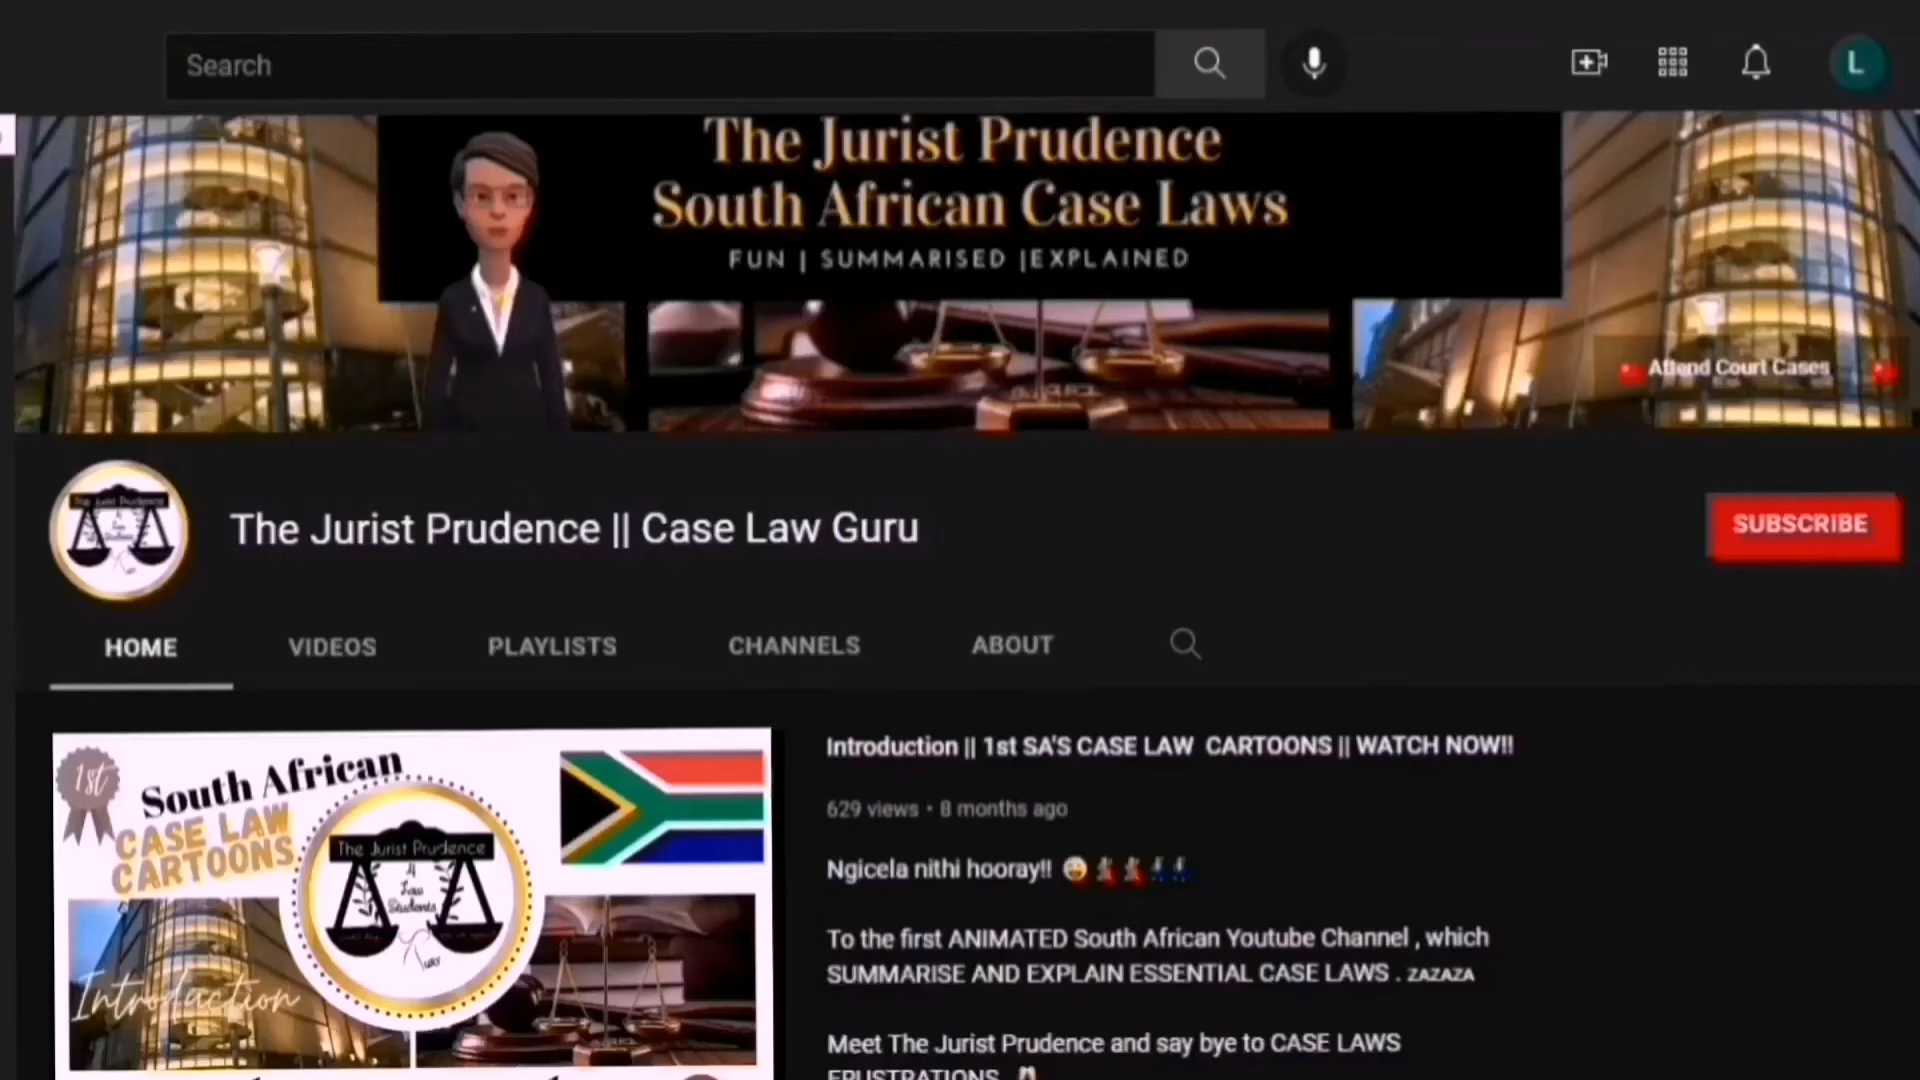 Search
L
The Jurist Prudence
South African Case Laws
FUN | SUMMARISED |EXPLAINED
Attend Court Cases
The Jurist Prudence || Case Law Guru
SUBSCRIBE
HOME VIDEOS PLAYLISTS CHANNELS ABOUT
1st
South African
CASE LAW
CARTOONS
The Jurist Prudence
4
Law
Students
Introduction
Introduction || 1st SA'S CASE LAW CARTOONS || WATCH NOW!!
629 views • 8 months ago
Ngicela nithi hooray!!
To the first ANIMATED South African Youtube Channel , which
SUMMARISE AND EXPLAIN ESSENTIAL CASE LAWS . ZAZAZA
Meet The Jurist Prudence and say bye to CASE LAWS
FRUSTRATIONS